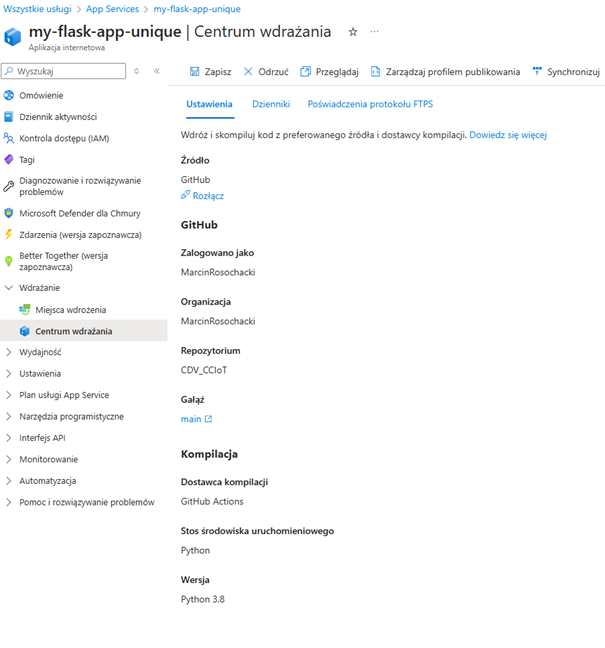 Wszystkie usługi > App Services > my-flask-app-unique
my-flask-app-unique | Centrum wdrażania
Aplikacja internetowa
Wyszukaj
Omówienie
Dziennik aktywności
Kontrola dostępu (IAM)
Tagi
Diagnozowanie i rozwiązywanie
problemów
Microsoft Defender dla Chmury
Zdarzenia (wersja zapoznawcza)
Better Together (wersja
zapoznawcza)
Wdrażanie
Miejsca wdrożenia
Centrum wdrażania
Wydajność
Ustawienia
Plan usługi App Service
Narzędzia programistyczne
Interfejs API
Monitorowanie
Automatyzacja
Pomoc i rozwiązywanie problemów
Zapisz Odrzuć Przeglądaj Zarządzaj profilem publikowania Synchronizuj
Ustawienia Dzienniki Poświadczenia protokołu FTPS
Wdróż i skompiluj kod z preferowanego źródła i dostawcy kompilacji. Dowiedz się więcej
Źródło
GitHub
Rozłącz
GitHub
Zalogowano jako
MarcinRosochacki
Organizacja
MarcinRosochacki
Repozytorium
CDV_CCIoT
Gałąź
main
Kompilacja
Dostawca kompilacji
GitHub Actions
Stos środowiska uruchomieniowego
Python
Wersja
Python 3.8